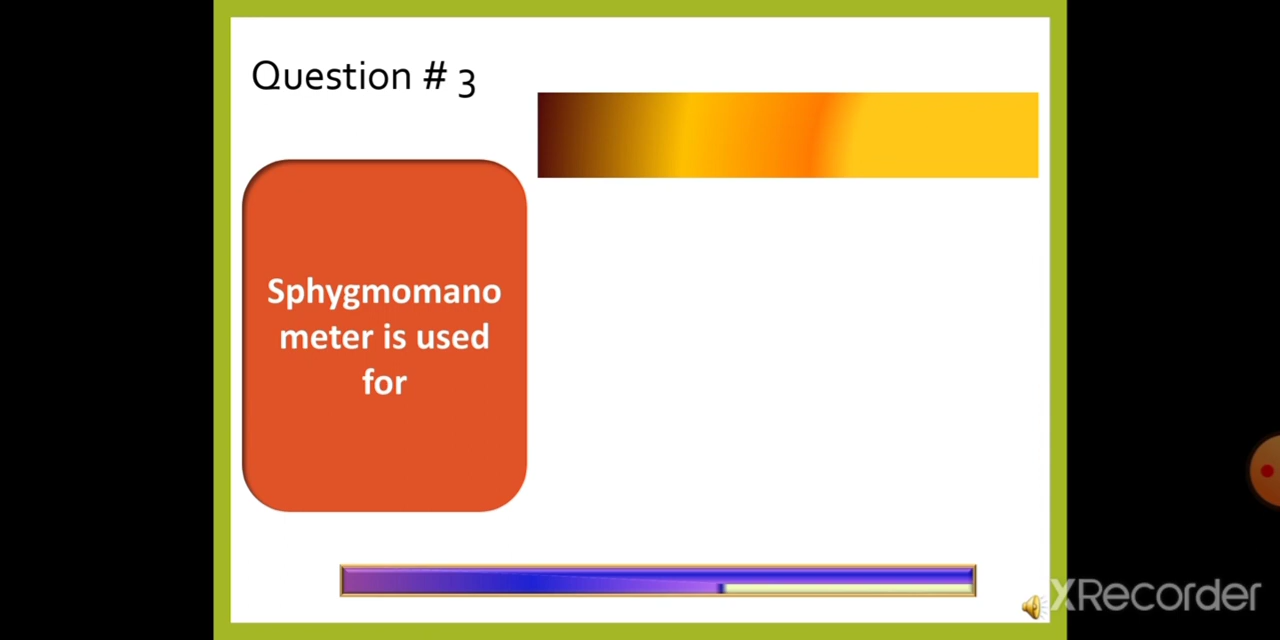 Question # 3
Sphygmomano
meter is used
for
XRecorder